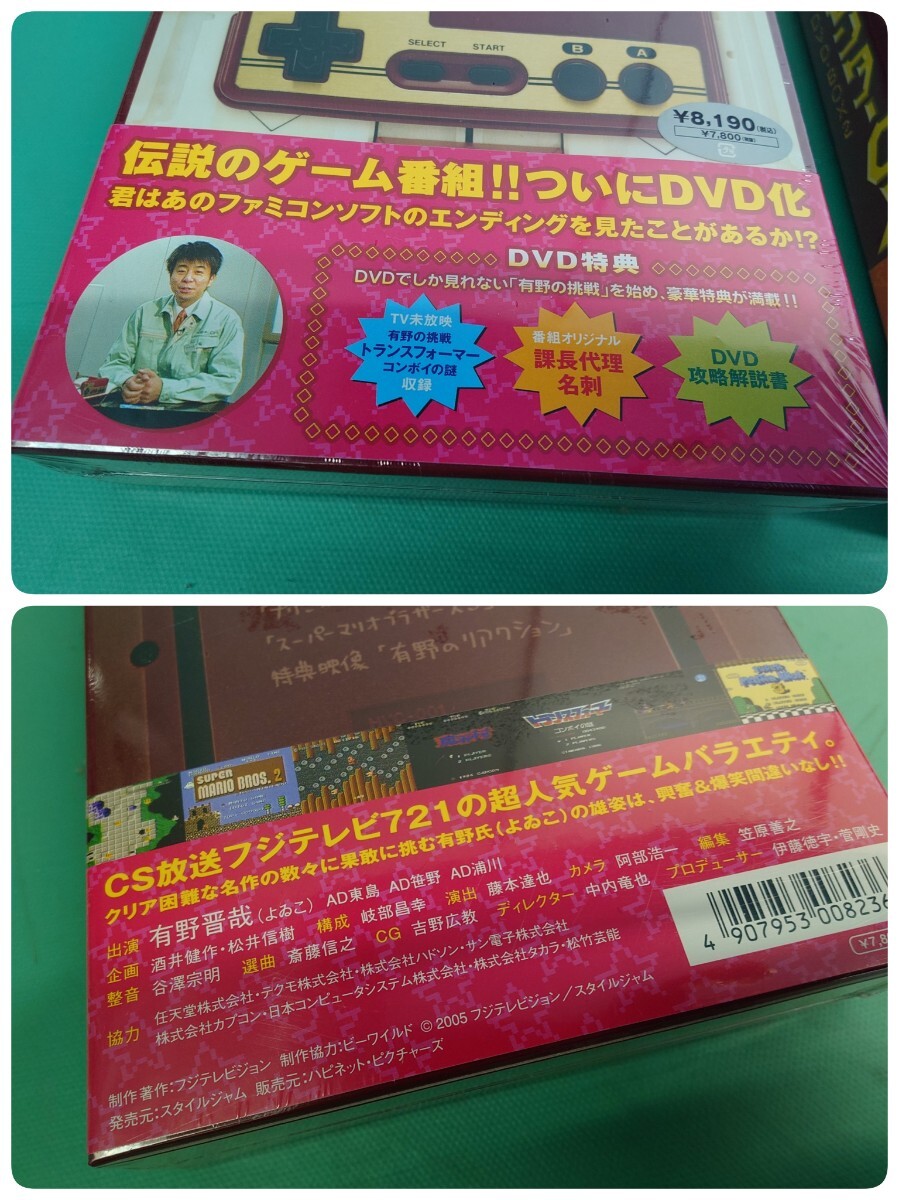 SELECT START
B A
¥8,190(税込)
¥7,800(税抜)
伝説のゲーム番組!!ついにDVD化
君はあのファミコンソフトのエンディングを見たことがあるか!?
DVD特典
DVDでしか見れない「有野の挑戦」を始め、豪華特典が満載!!
TV未放映
有野の挑戦
トランスフォーマー
コンボイの謎
収録
番組オリジナル
課長代理
名刺
DVD
攻略解説書
「スーパーマリオブラザーズ
特典映像「有野のリアクション」
SUPER
MARIO BROS.2
コンボイの謎
1 PLAYER
2 PLAYERS
CS放送フジテレビ721の超人気ゲームバラエティ。
クリア困難な名作の数々に果敢に挑む有野氏(よゐこ)の雄姿は、興奮&爆笑間違いなし!!
出演 有野晋哉(よゐこ) AD東島 AD笹野 AD浦川
企画 酒井健作・松井信樹 構成 岐部昌幸 演出 藤本達也 カメラ 阿部浩一 編集 笠原善之
整音 谷澤宗明 選曲 斎藤信之 CG 吉野広教 ディレクター 中内竜也 プロデューサー 伊藤徳宇・菅剛史
協力 任天堂株式会社・テクモ株式会社・株式会社ハドソン・サン電子株式会社
株式会社カプコン・日本コンピュータシステム株式会社・株式会社タカラ・松竹芸能
制作著作:フジテレビジョン 制作協力:ビーワイルド © 2005 フジテレビジョン/スタイルジャム
発売元:スタイルジャム 販売元:ハピネット・ピクチャーズ
4 907953 008236
¥7,8